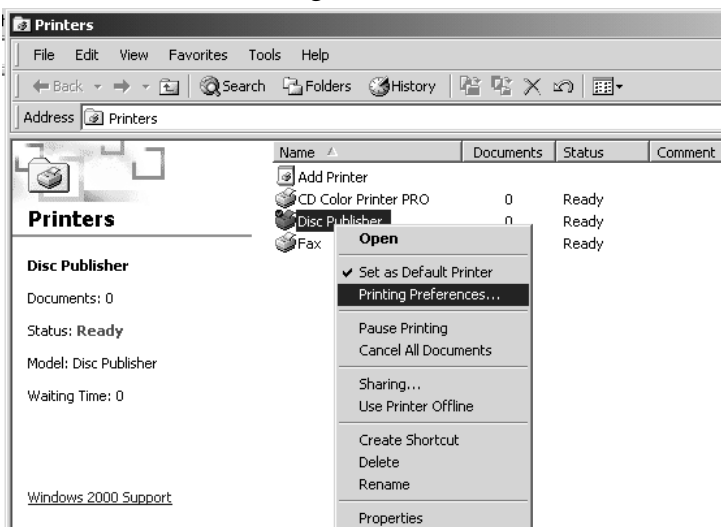 Printers
File Edit View Favorites Tools Help
Back Search Folders History
Address Printers
Name Documents Status Comment
Add Printer
CD Color Printer PRO 0 Ready
Disc Publisher 0 Ready
Fax Ready
Printers
Disc Publisher
Documents: 0
Status: Ready
Model: Disc Publisher
Waiting Time: 0
Windows 2000 Support
Open
Set as Default Printer
Printing Preferences...
Pause Printing
Cancel All Documents
Sharing...
Use Printer Offline
Create Shortcut
Delete
Rename
Properties